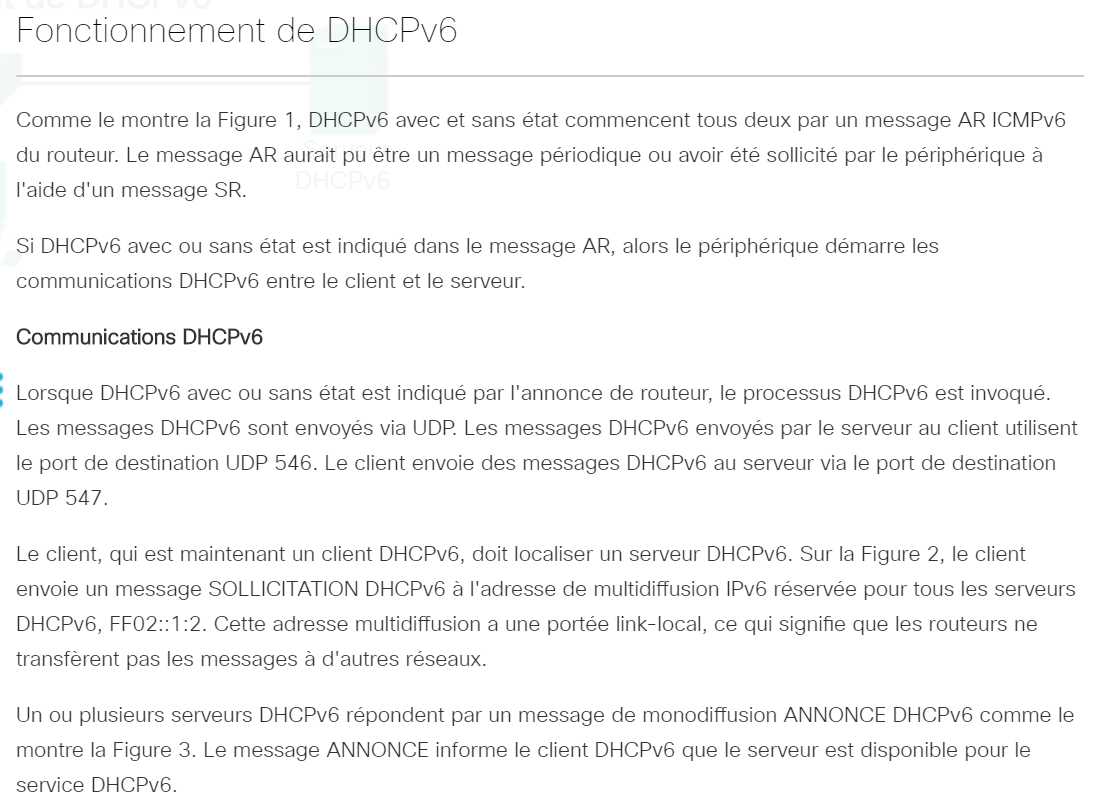 Fonctionnement de DHCPv6
Comme le montre la Figure 1, DHCPv6 avec et sans état commencent tous deux par un message AR ICMPv6
du routeur. Le message AR aurait pu être un message périodique ou avoir été sollicité par le périphérique à
l'aide d'un message SR.
DHCPv6
Si DHCPv6 avec ou sans état est indiqué dans le message AR, alors le périphérique démarre les
communications DHCPv6 entre le client et le serveur.
Communications DHCPv6
Lorsque DHCPv6 avec ou sans état est indiqué par l'annonce de routeur, le processus DHCPv6 est invoqué.
Les messages DHCPv6 sont envoyés via UDP. Les messages DHCPv6 envoyés par le serveur au client utilisent
le port de destination UDP 546. Le client envoie des messages DHCPv6 au serveur via le port de destination
UDP 547.
Le client, qui est maintenant un client DHCPv6, doit localiser un serveur DHCPv6. Sur la Figure 2, le client
envoie un message SOLLICITATION DHCPv6 à l'adresse de multidiffusion IPv6 réservée pour tous les serveurs
DHCPv6, FF02::1:2. Cette adresse multidiffusion a une portée link-local, ce qui signifie que les routeurs ne
transfèrent pas les messages à d'autres réseaux.
Un ou plusieurs serveurs DHCPv6 répondent par un message de monodiffusion ANNONCE DHCPv6 comme le
montre la Figure 3. Le message ANNONCE informe le client DHCPv6 que le serveur est disponible pour le
service DHCPv6.